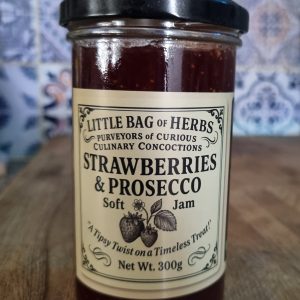 LITTLE BAG OF HERBS
PURVEYORS OF CURIOUS
CULINARY CONCOCTIONS
STRAWBERRIES
& PROSECCO
Soft Jam
"A Tipsy Twist on a Timeless Treat!"
Net Wt. 300g